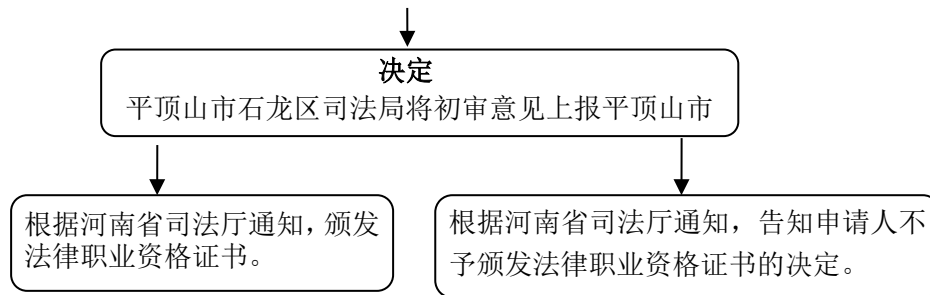 决定
平顶山市石龙区司法局将初审意见上报平顶山市
根据河南省司法厅通知，颁发
法律职业资格证书。
根据河南省司法厅通知，告知申请人不
予颁发法律职业资格证书的决定。